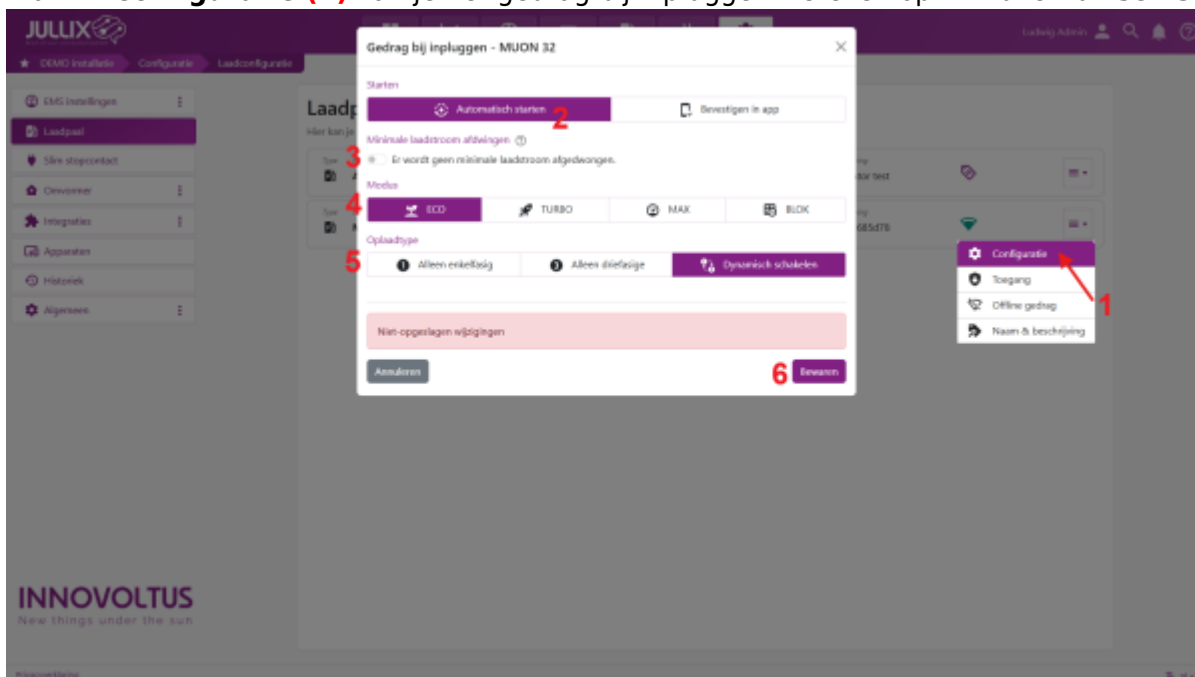 JULLIX
Ludwig Admin
DEMO Installatie
Configuratie
Laadconfiguratie
Gedrag bij inpluggen - MUON 32
Starten
Automatisch starten
2
Bevestigen in app
Minimale laadstroom afdwingen
3
Er wordt geen minimale laadstroom afgedwongen.
Modus
4
ECO
TURBO
MAX
BLOK
Oplaadtype
5
Alleen enkelfasig
Alleen driefasige
Dynamisch schakelen
Niet-opgeslagen wijzigingen
Annuleren
6
Bewaren
EMS instellingen
Laadpaal
Slim stopcontact
Omvormer
Integraties
Apparaten
Historiek
Algemeen
Hier kan je
Configuratie
Toegang
1
Offline gedrag
Naam & beschrijving
INNOVOLTUS
New things under the sun